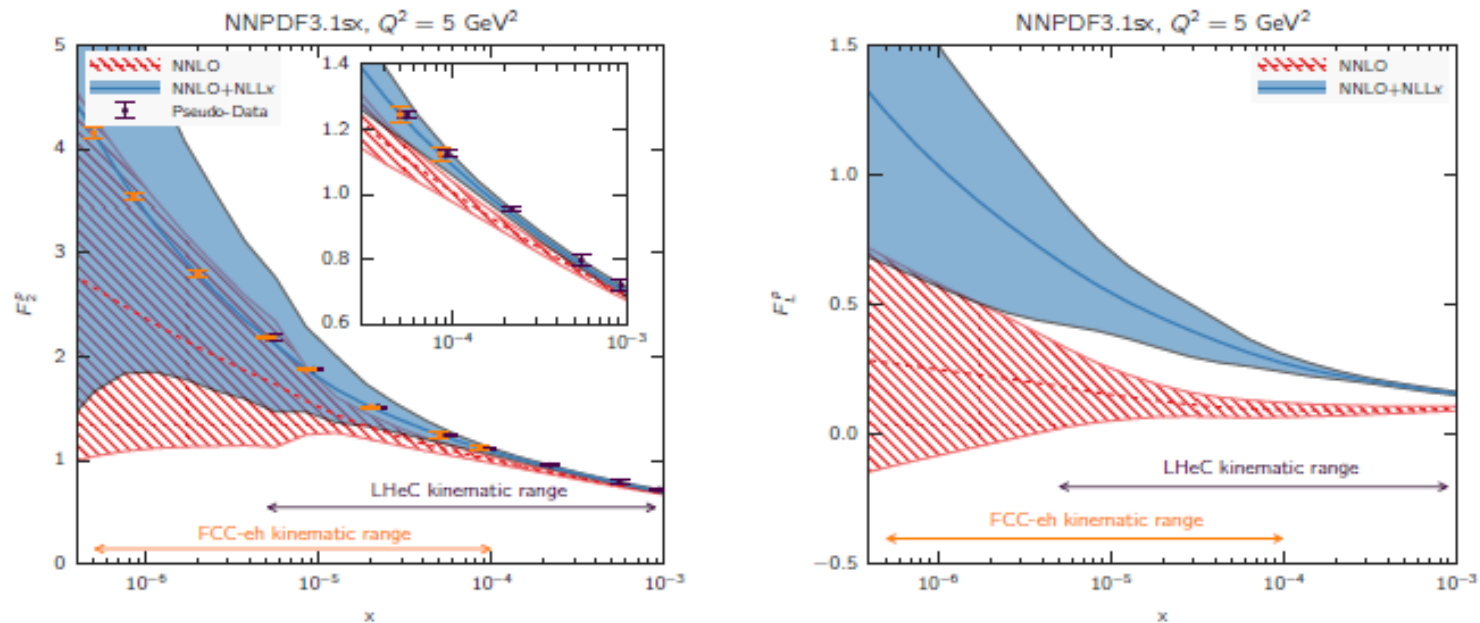 NNPDF3.1sx, Q² = 5 GeV²
5
4
3
2
1
0
F₂ᵖ
NNLO
NNLO+NLLx
Pseudo-Data
1.4
1.2
1.0
0.8
0.6
10⁻⁴
10⁻³
LHeC kinematic range
FCC-eh kinematic range
10⁻⁶
10⁻⁵
10⁻⁴
10⁻³
x
NNPDF3.1sx, Q² = 5 GeV²
1.5
1.0
0.5
0.0
−0.5
F_Lᵖ
NNLO
NNLO+NLLx
LHeC kinematic range
FCC-eh kinematic range
10⁻⁶
10⁻⁵
10⁻⁴
10⁻³
x